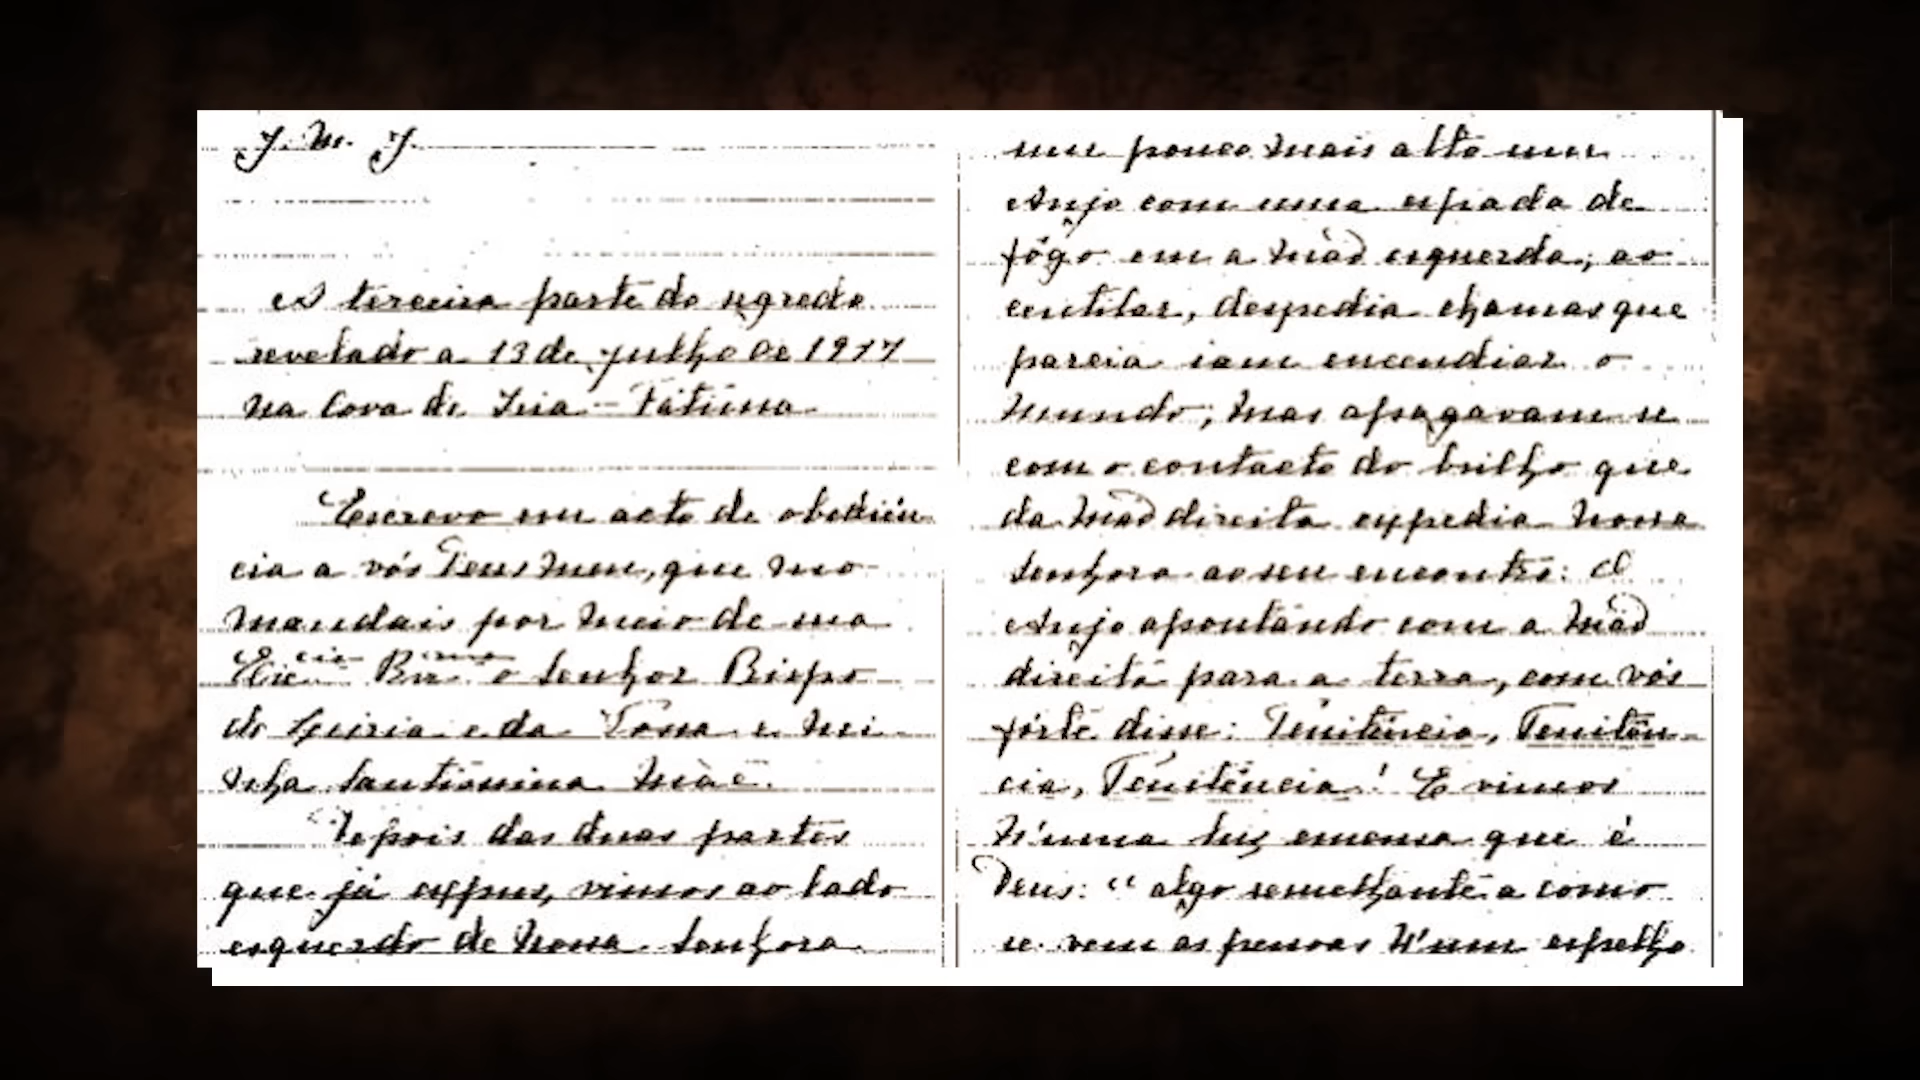 J. M. J.
A terceira parte do segredo
revelado a 13 de julho de 1917
na Cova de Iria - Fátima
Escrevo em acto de obediên
cia a vós Deus meu, que mo
mandais por meio de sua
Ex.cia Rev.ma o Senhor Bispo
de Leiria e da Vossa e mi-
nha Santissima Mãe.
Depois das duas partes
que já expus, vimos ao lado
esquerdo de Nossa Senhora
um pouco mais alto um
Anjo com uma espada de
fôgo em a mão esquerda; ao
centilar, despedia chamas que
parcia iam encendiar o
mundo; mas apagavam-se
com o contacto do brilho que
da mão direita expedia Nossa
Senhora ao seu encontro: O
Anjo apontando com a mão
direita para a terra, com vós
forte disse: Penitência, Peniten-
cia, Penitência! E vimos
n'uma luz emensa que é
Deus: "algo semelhante a como
se vem as pessoas n'um espelho